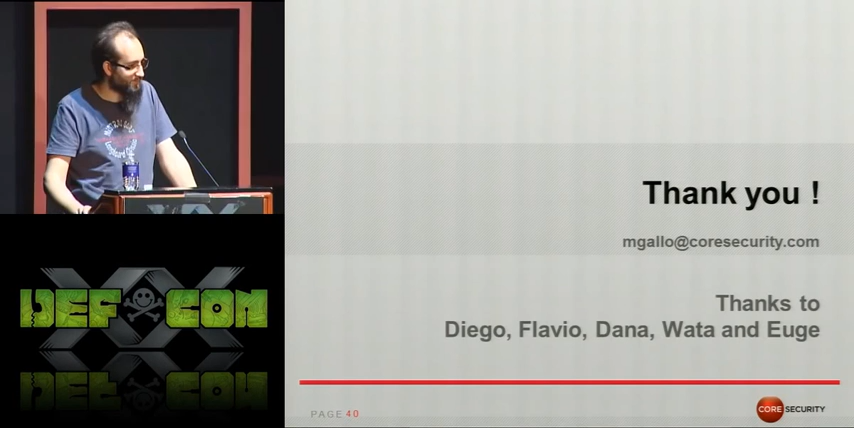 Thank you !
mgallo@coresecurity.com
Thanks to
Diego, Flavio, Dana, Wata and Euge
PAGE 40
CORE SECURITY
XX
DEF CON